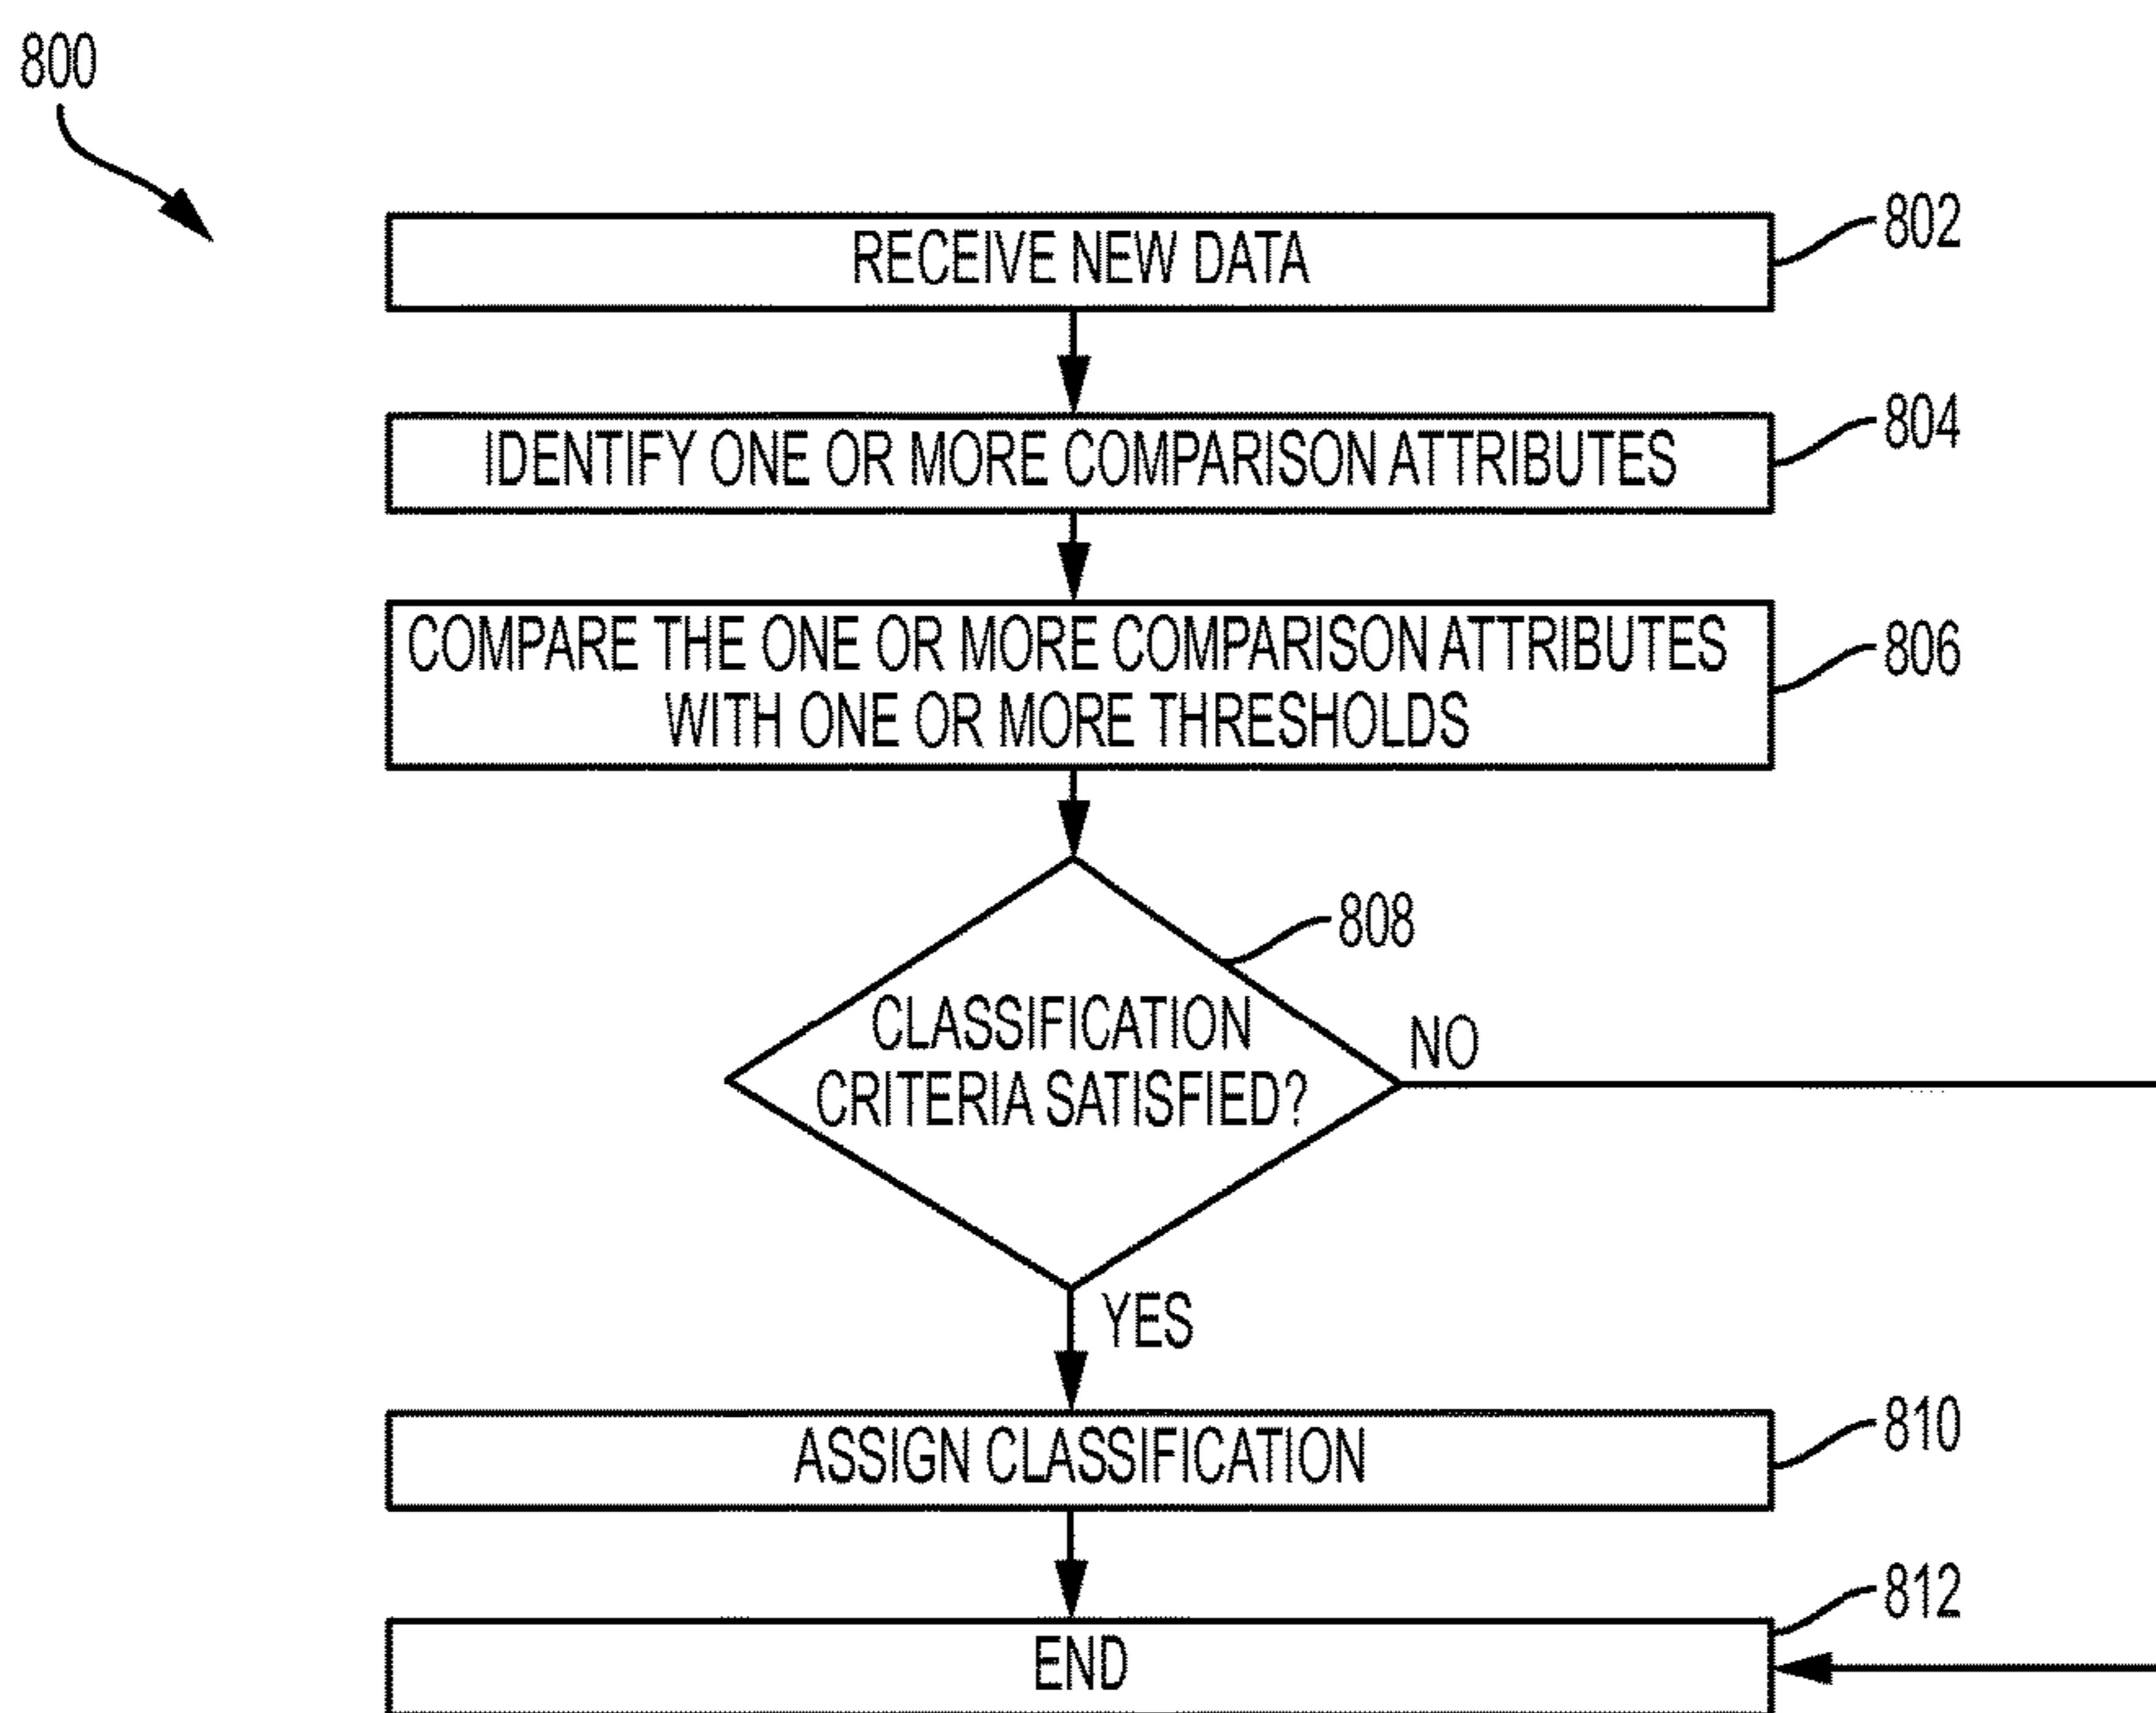 800
RECEIVE NEW DATA
802
IDENTIFY ONE OR MORE COMPARISON ATTRIBUTES
804
COMPARE THE ONE OR MORE COMPARISON ATTRIBUTES
WITH ONE OR MORE THRESHOLDS
806
808
CLASSIFICATION
CRITERIA SATISFIED?
NO
YES
ASSIGN CLASSIFICATION
810
END
812